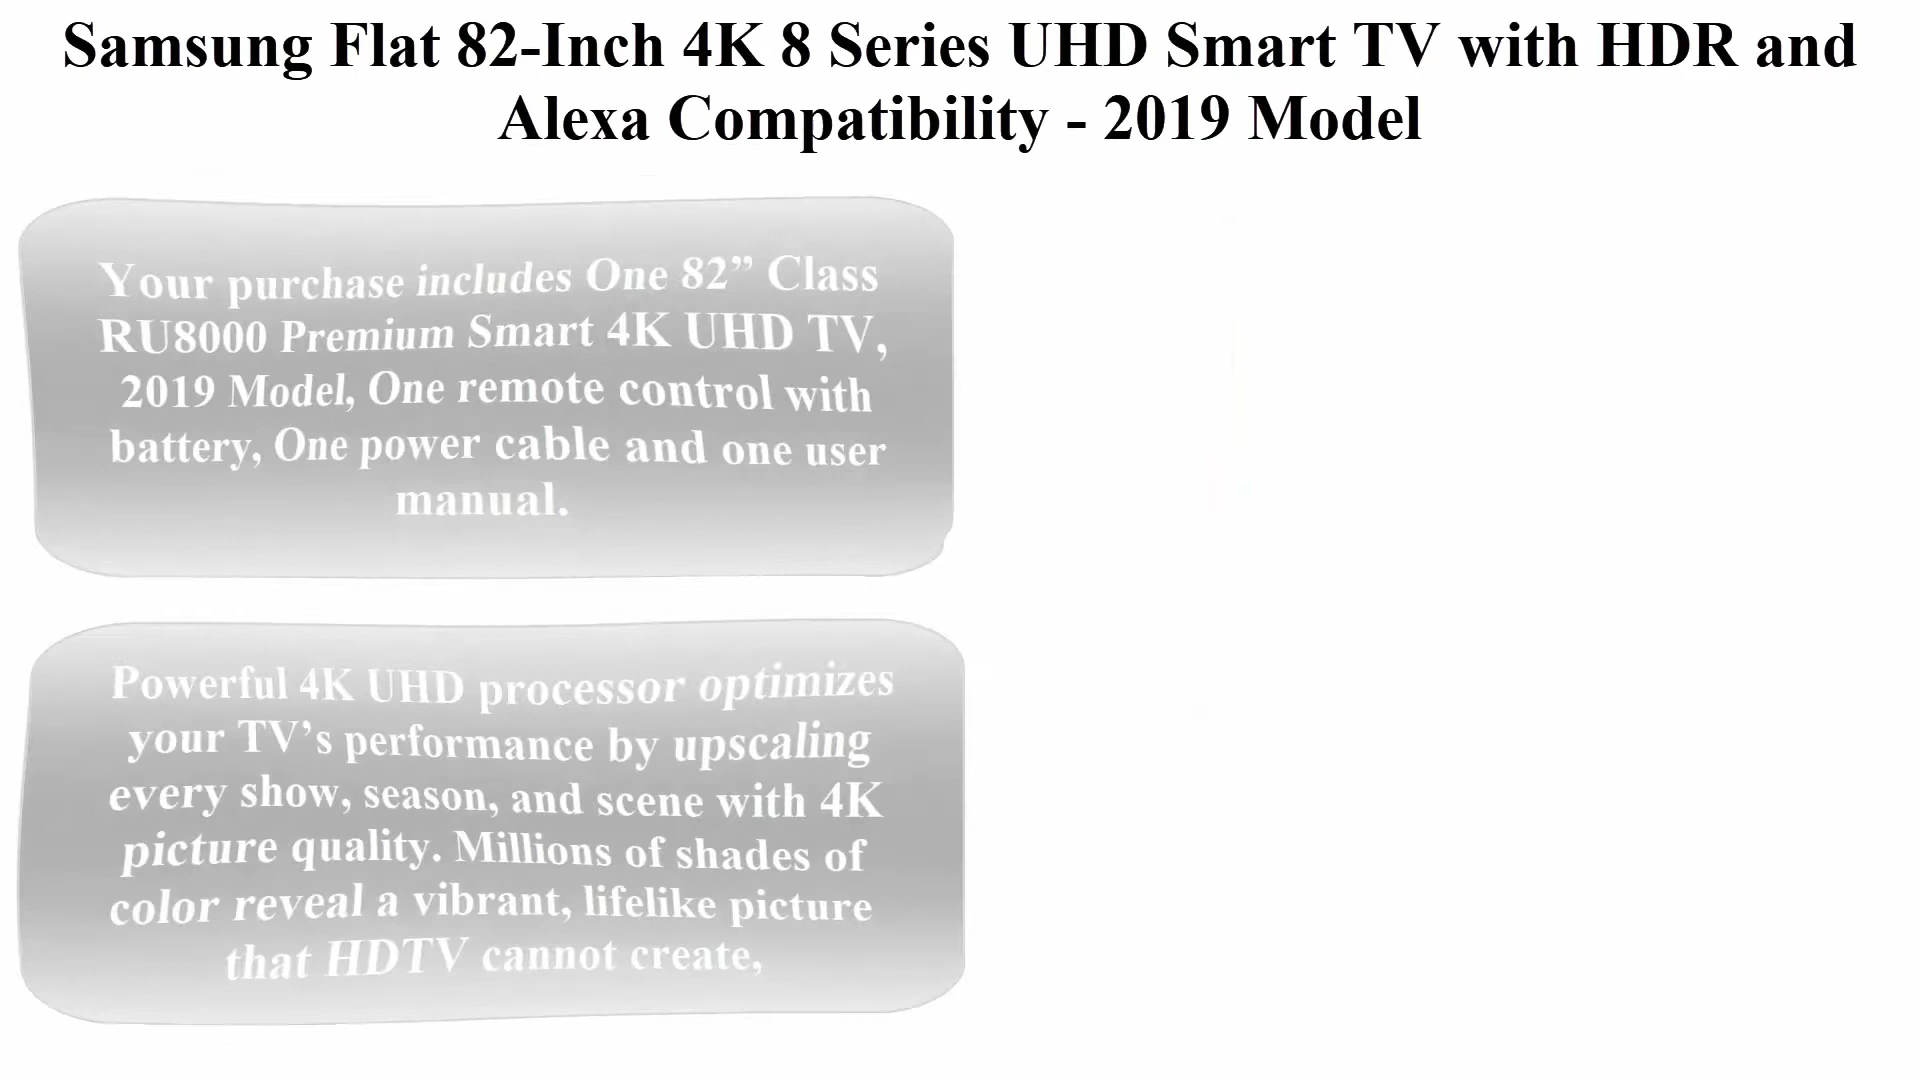 Samsung Flat 82-Inch 4K 8 Series UHD Smart TV with HDR and
Alexa Compatibility - 2019 Model
Your purchase includes One 82” Class
RU8000 Premium Smart 4K UHD TV,
2019 Model, One remote control with
battery, One power cable and one user
manual.
Powerful 4K UHD processor optimizes
your TV’s performance by upscaling
every show, season, and scene with 4K
picture quality. Millions of shades of
color reveal a vibrant, lifelike picture
that HDTV cannot create,